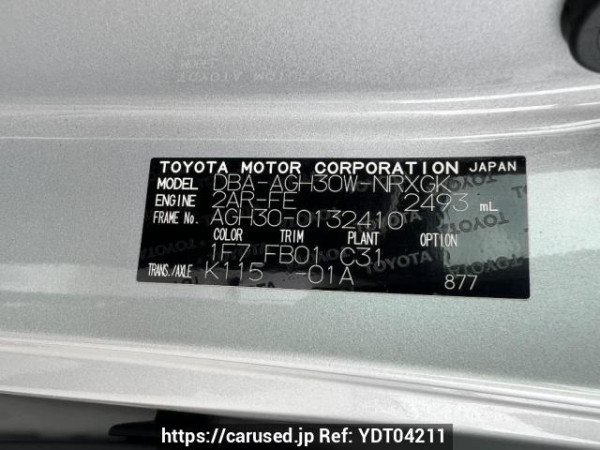 TOYOTA MOTOR CORPORATION JAPAN
MODEL DBA-AGH30W-NRXGK
ENGINE 2AR-FE 2493 mL
FRAME No. AGH30-0132410
COLOR TRIM PLANT OPTION
1F7 FB01 C31
TRANS./AXLE K115 -01A 877
https://carused.jp Ref: YDT04211